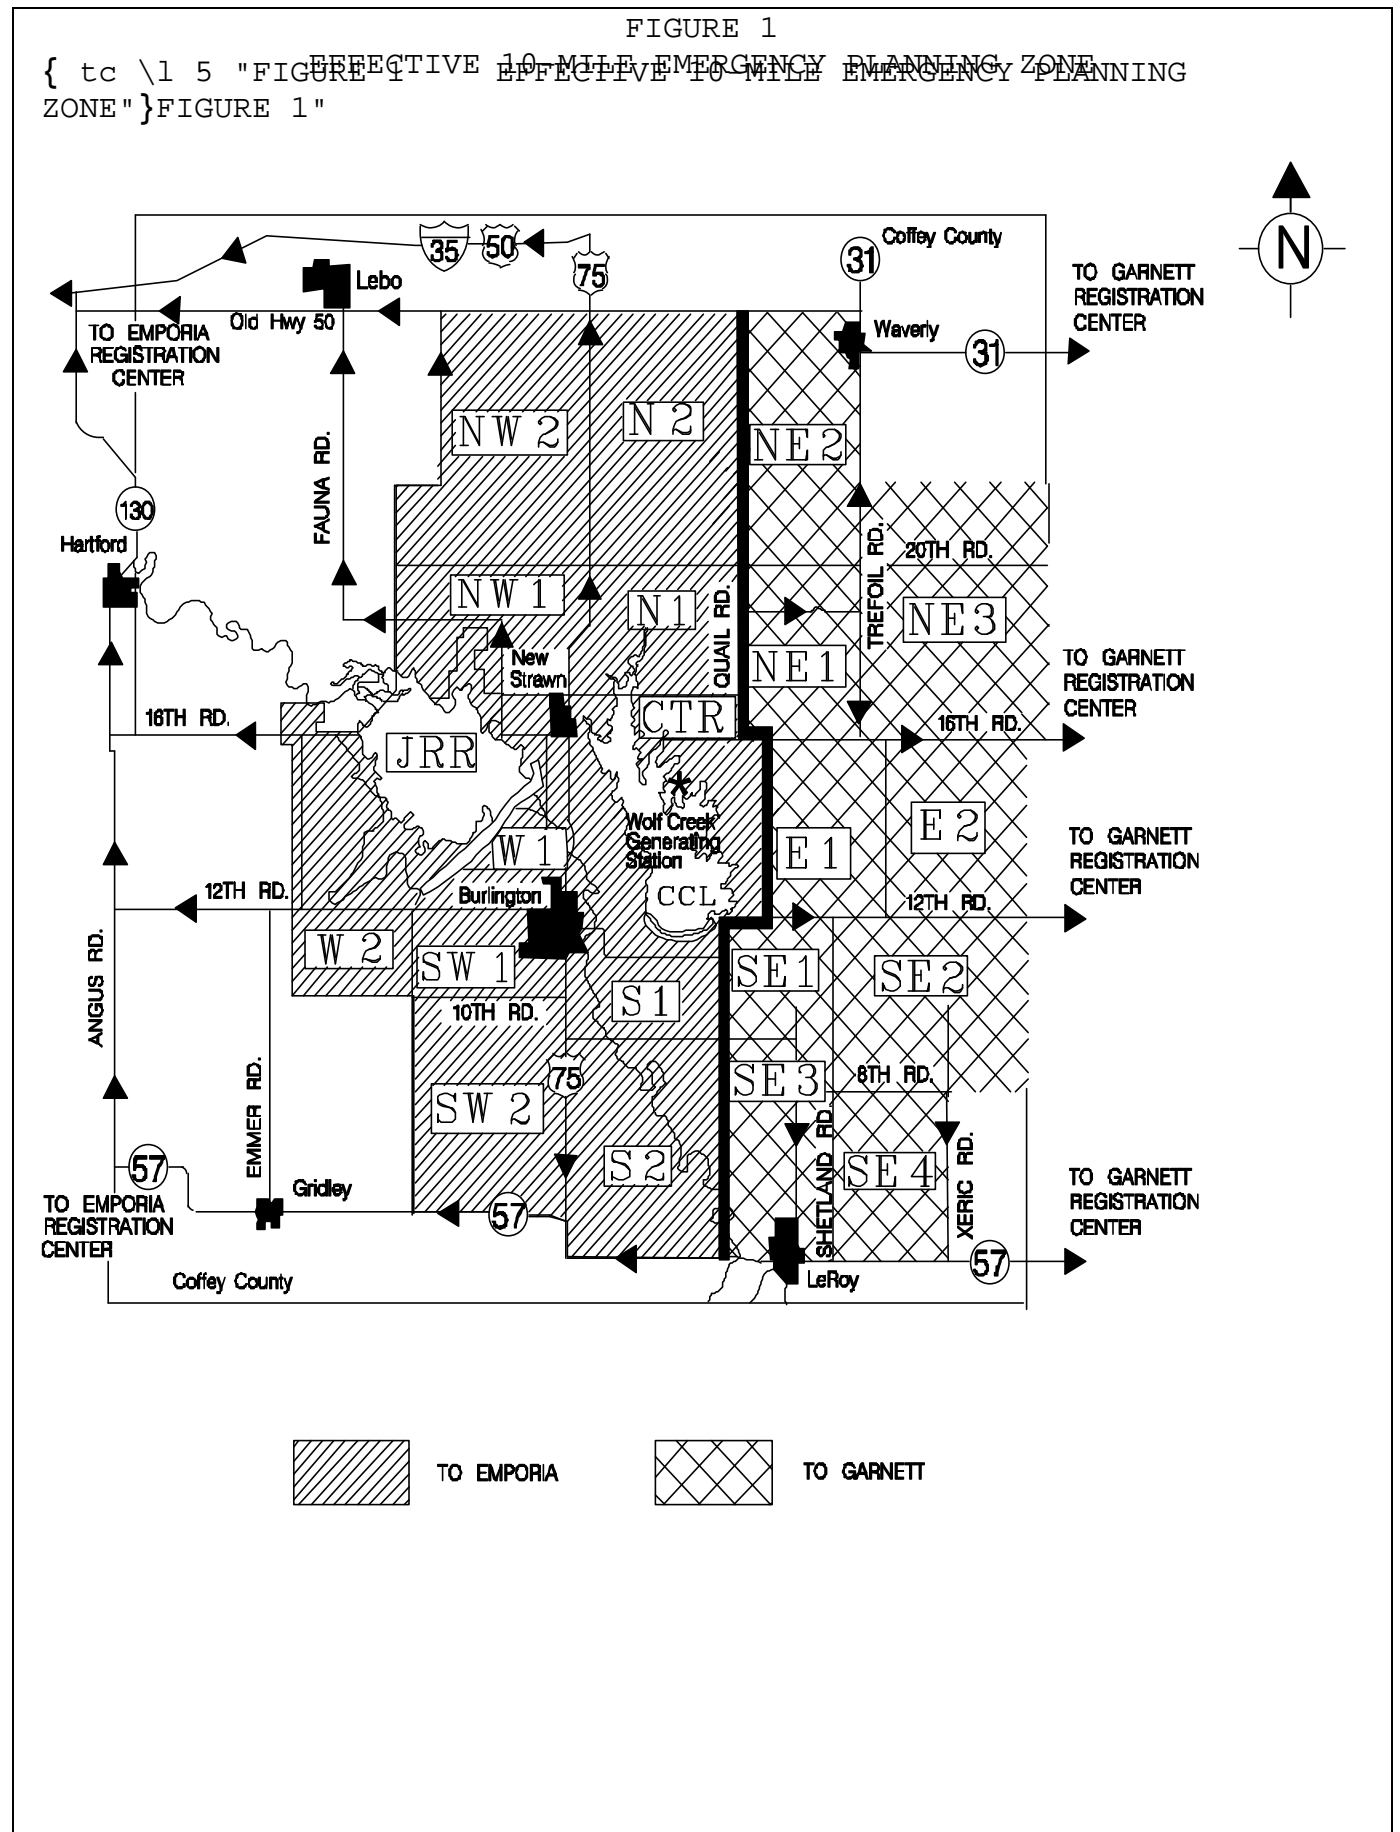 FIGURE 1
EFFECTIVE 10-MILE EMERGENCY PLANNING ZONE
{ tc \l 5 "FIGURE 1 EFFECTIVE 10-MILE EMERGENCY PLANNING
ZONE"}FIGURE 1"
N
35
50
75
31
Coffey County
Lebo
Old Hwy 50
TO EMPORIA
REGISTRATION
CENTER
Waverly
31
TO GARNETT
REGISTRATION
CENTER
NW2
N2
NE2
FAUNA RD.
130
Hartford
TREFOIL RD.
20TH RD.
NW1
N1
QUAIL RD.
NE3
NE1
New
Strawn
TO GARNETT
REGISTRATION
CENTER
16TH RD.
CTR
16TH RD.
JRR
*
Wolf Creek
Generating
Station
W1
E1
E2
TO GARNETT
REGISTRATION
CENTER
12TH RD.
Burlington
CCL
12TH RD.
ANGUS RD.
W2
SW1
SE1
SE2
S1
10TH RD.
EMMER RD.
75
SE3
8TH RD.
SW2
SHETLAND RD.
XERIC RD.
S2
SE4
57
Gridley
57
TO EMPORIA
REGISTRATION
CENTER
TO GARNETT
REGISTRATION
CENTER
57
Coffey County
LeRoy
TO EMPORIA
TO GARNETT